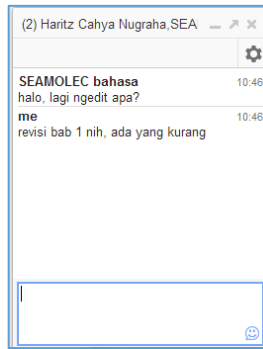 (2) Haritz Cahya Nugraha,SEA
SEAMOLEC bahasa 10:46
halo, lagi ngedit apa?
me 10:46
revisi bab 1 nih, ada yang kurang